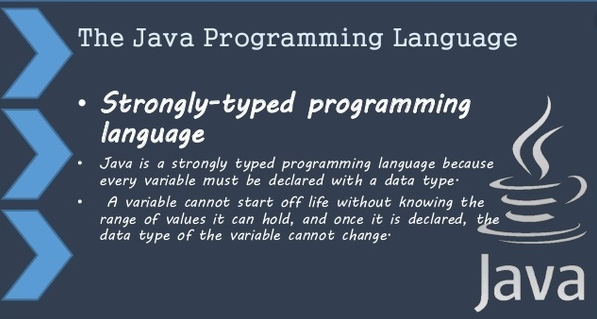 The Java Programming Language
• Strongly-typed programming
language
• Java is a strongly typed programming language because
every variable must be declared with a data type.
• A variable cannot start off life without knowing the
range of values it can hold, and once it is declared, the
data type of the variable cannot change.
Java